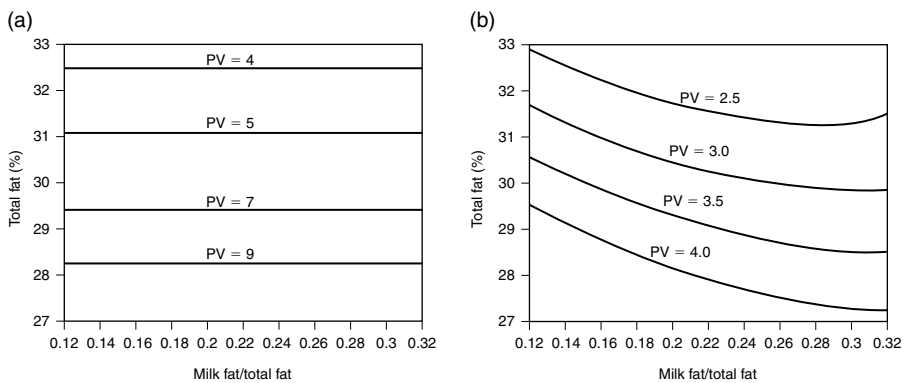 (a)
33
32
31
30
29
28
27
Total fat (%)
PV = 4
PV = 5
PV = 7
PV = 9
0.12 0.14 0.16 0.18 0.2 0.22 0.24 0.26 0.28 0.3 0.32
Milk fat/total fat
(b)
33
32
31
30
29
28
27
Total fat (%)
PV = 2.5
PV = 3.0
PV = 3.5
PV = 4.0
0.12 0.14 0.16 0.18 0.2 0.22 0.24 0.26 0.28 0.3 0.32
Milk fat/total fat